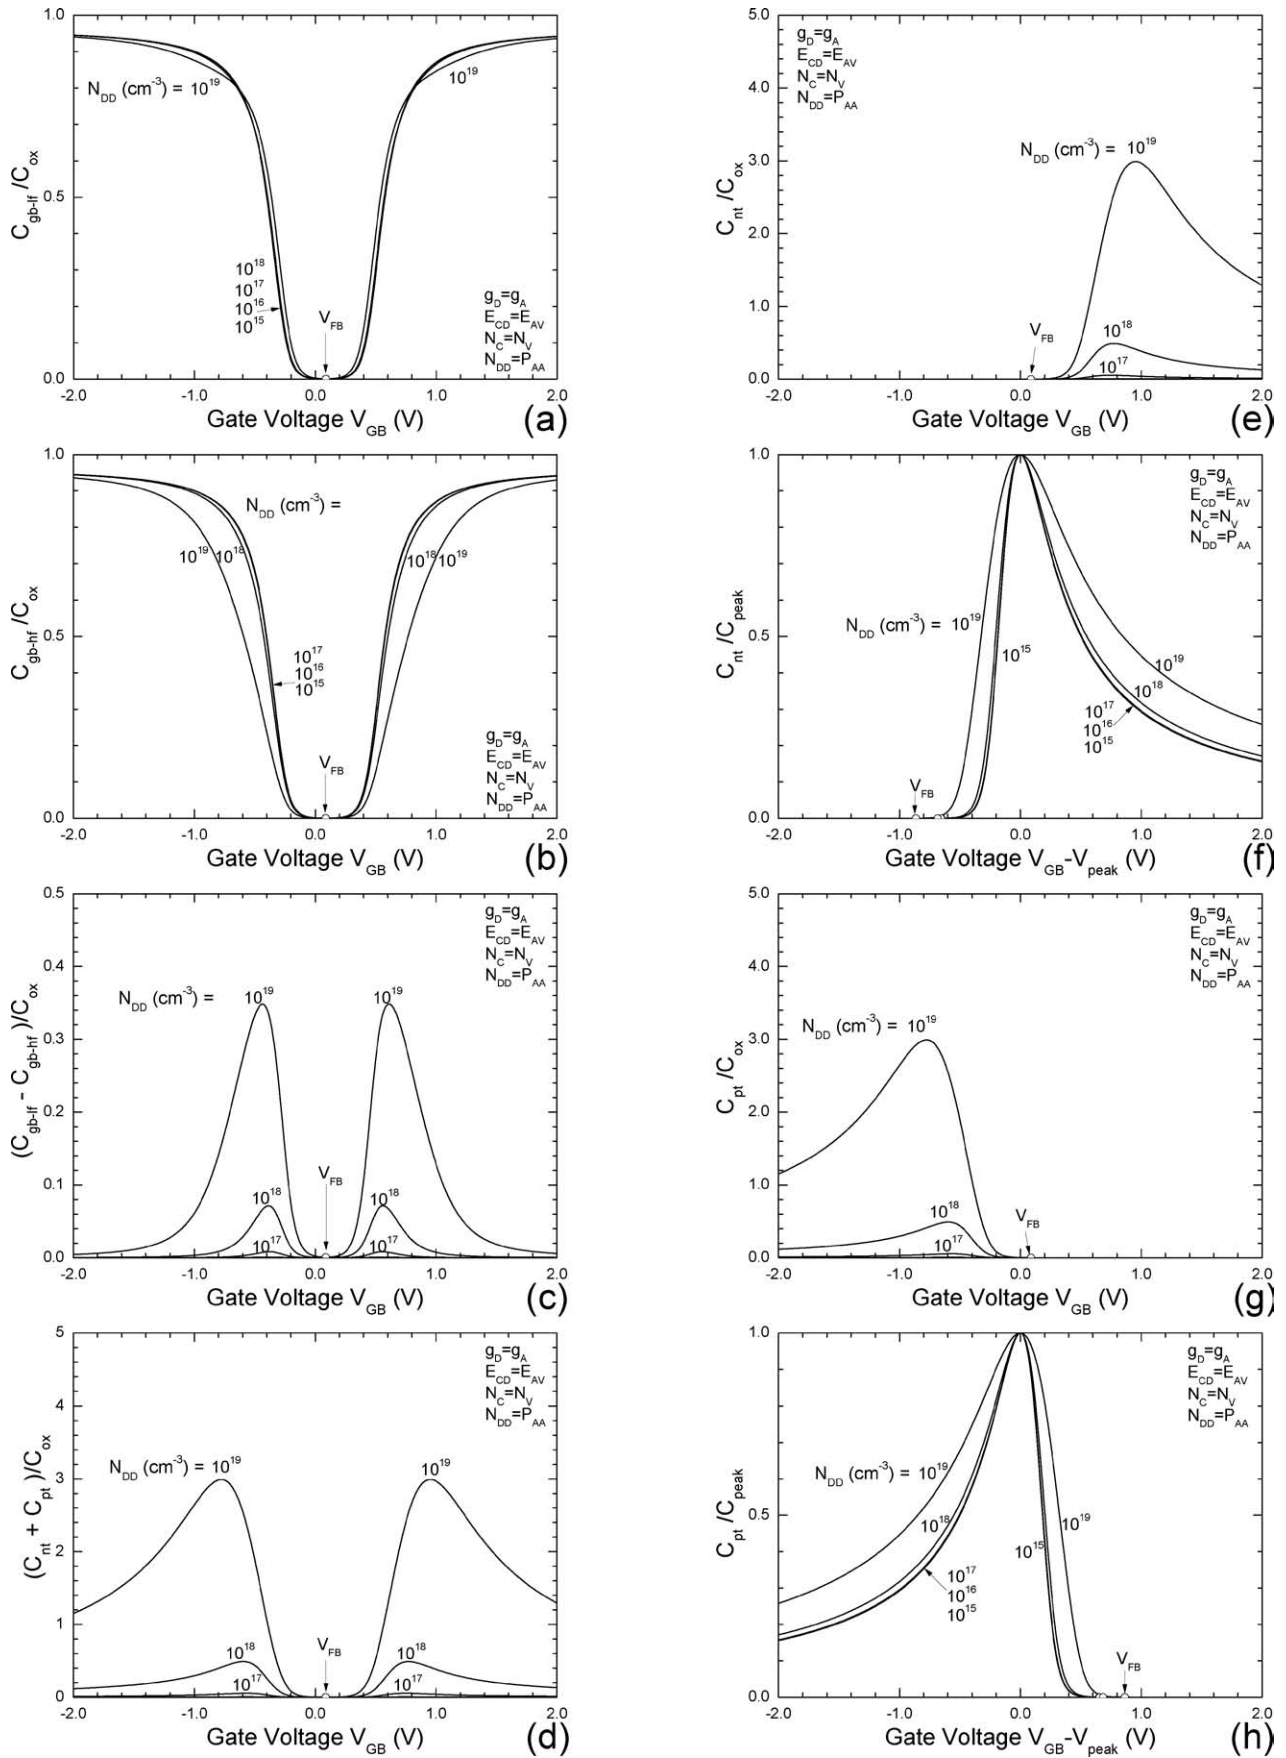 1.0
N_DD (cm^-3) = 10^19
10^19
C_gb-lf /C_ox
0.5
10^18
10^17
10^16
10^15
V_FB
g_D=g_A
E_CD=E_AV
N_C=N_V
N_DD=P_AA
0.0
-2.0 -1.0 0.0 1.0 2.0
Gate Voltage V_GB (V)
(a)
1.0
N_DD (cm^-3) =
10^19 10^18
10^18 10^19
C_gb-hf /C_ox
0.5
10^17
10^16
10^15
V_FB
g_D=g_A
E_CD=E_AV
N_C=N_V
N_DD=P_AA
0.0
-2.0 -1.0 0.0 1.0 2.0
Gate Voltage V_GB (V)
(b)
0.5
g_D=g_A
E_CD=E_AV
N_C=N_V
N_DD=P_AA
0.4
N_DD (cm^-3) = 10^19
10^19
(C_gb-lf - C_gb-hf )/C_ox
0.3
0.2
V_FB
0.1
10^18
10^18
10^17
10^17
0.0
-2.0 -1.0 0.0 1.0 2.0
Gate Voltage V_GB (V)
(c)
5
g_D=g_A
E_CD=E_AV
N_C=N_V
N_DD=P_AA
4
N_DD (cm^-3) = 10^19
10^19
(C_nt + C_pt )/C_ox
3
2
1
V_FB
10^18
10^18
10^17
10^17
0
-2.0 -1.0 0.0 1.0 2.0
Gate Voltage V_GB (V)
(d)
5.0
g_D=g_A
E_CD=E_AV
N_C=N_V
N_DD=P_AA
4.0
N_DD (cm^-3) = 10^19
C_nt /C_ox
3.0
2.0
1.0
V_FB
10^18
10^17
0.0
-2.0 -1.0 0.0 1.0 2.0
Gate Voltage V_GB (V)
(e)
1.0
g_D=g_A
E_CD=E_AV
N_C=N_V
N_DD=P_AA
C_nt /C_peak
N_DD (cm^-3) = 10^19
0.5
10^15
10^19
10^18
10^17
10^16
10^15
V_FB
0.0
-2.0 -1.0 0.0 1.0 2.0
Gate Voltage V_GB-V_peak (V)
(f)
5.0
g_D=g_A
E_CD=E_AV
N_C=N_V
N_DD=P_AA
4.0
N_DD (cm^-3) = 10^19
C_pt /C_ox
3.0
2.0
1.0
10^18
V_FB
10^17
0.0
-2.0 -1.0 0.0 1.0 2.0
Gate Voltage V_GB (V)
(g)
1.0
g_D=g_A
E_CD=E_AV
N_C=N_V
N_DD=P_AA
N_DD (cm^-3) = 10^19
C_pt /C_peak
0.5
10^18
10^15
10^19
10^17
10^16
10^15
V_FB
0.0
-2.0 -1.0 0.0 1.0 2.0
Gate Voltage V_GB-V_peak (V)
(h)